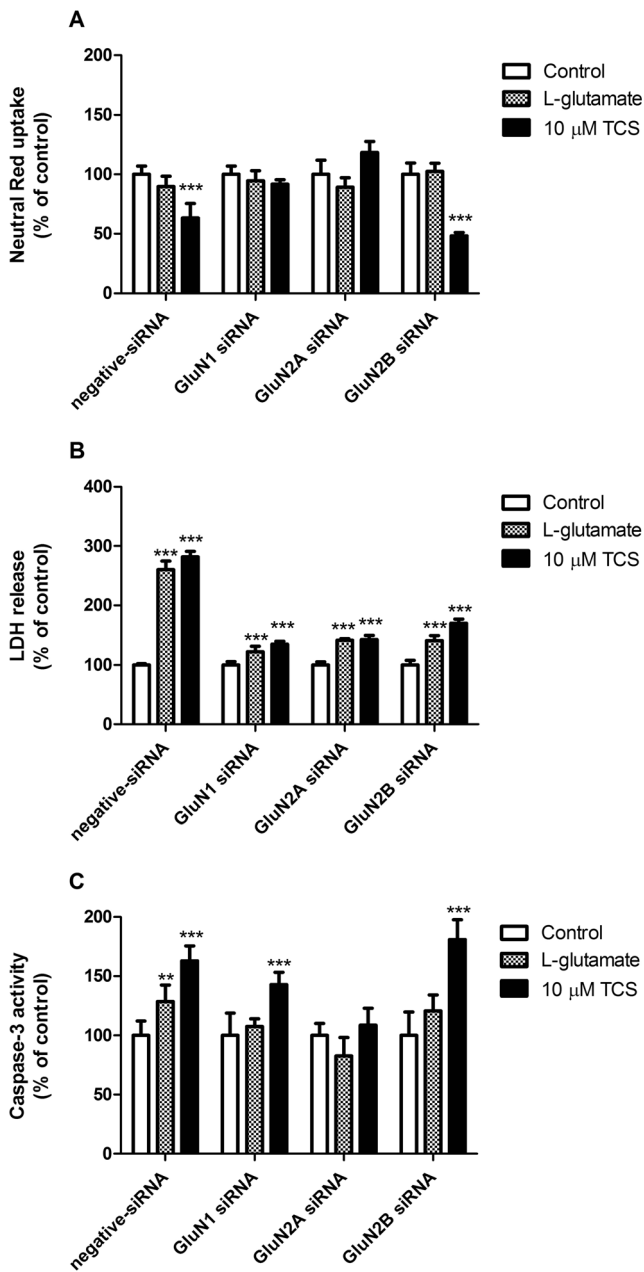 A
Neutral Red uptake
(% of control)
200
150
100
50
0
***
***
Control
L-glutamate
10 μM TCS
negative-siRNA
GluN1 siRNA
GluN2A siRNA
GluN2B siRNA
B
LDH release
(% of control)
400
300
200
100
0
***
***
***
***
***
***
***
***
Control
L-glutamate
10 μM TCS
negative-siRNA
GluN1 siRNA
GluN2A siRNA
GluN2B siRNA
C
Caspase-3 activity
(% of control)
200
150
100
50
0
**
***
***
***
Control
L-glutamate
10 μM TCS
negative-siRNA
GluN1 siRNA
GluN2A siRNA
GluN2B siRNA